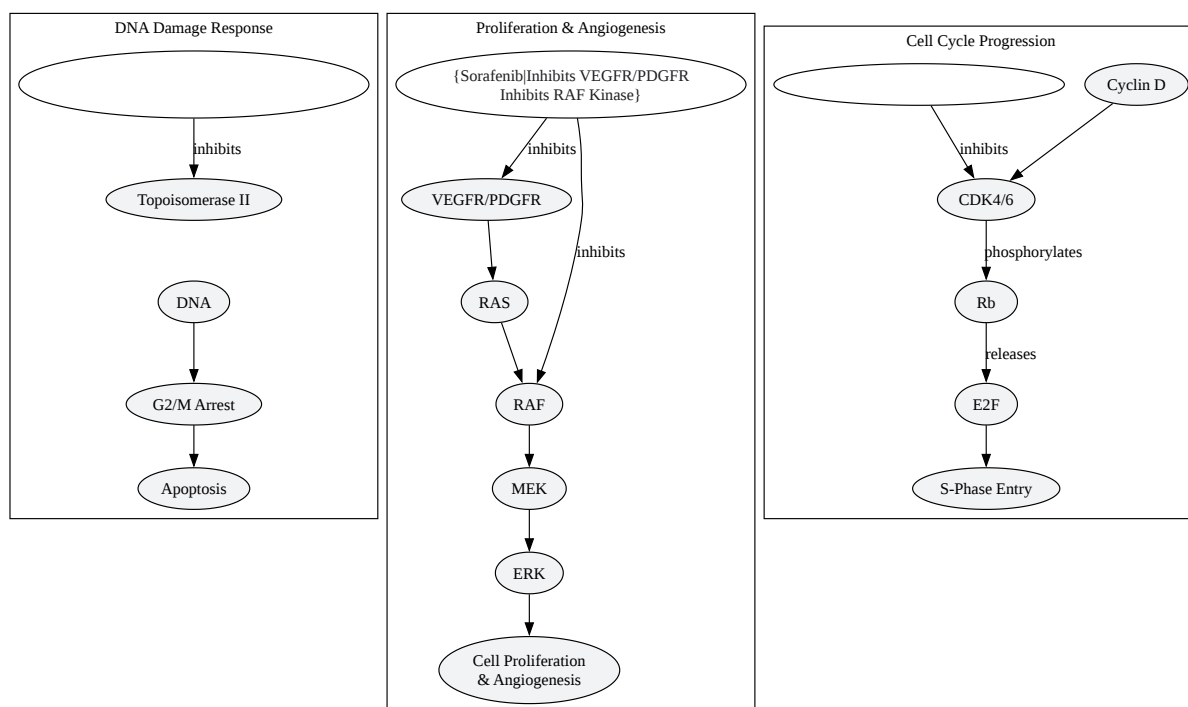 DNA Damage Response
inhibits
Topoisomerase II
DNA
G2/M Arrest
Apoptosis
Proliferation & Angiogenesis
{Sorafenib|Inhibits VEGFR/PDGFR
Inhibits RAF Kinase}
inhibits
VEGFR/PDGFR
inhibits
RAS
RAF
MEK
ERK
Cell Proliferation
& Angiogenesis
Cell Cycle Progression
Cyclin D
inhibits
CDK4/6
phosphorylates
Rb
releases
E2F
S-Phase Entry